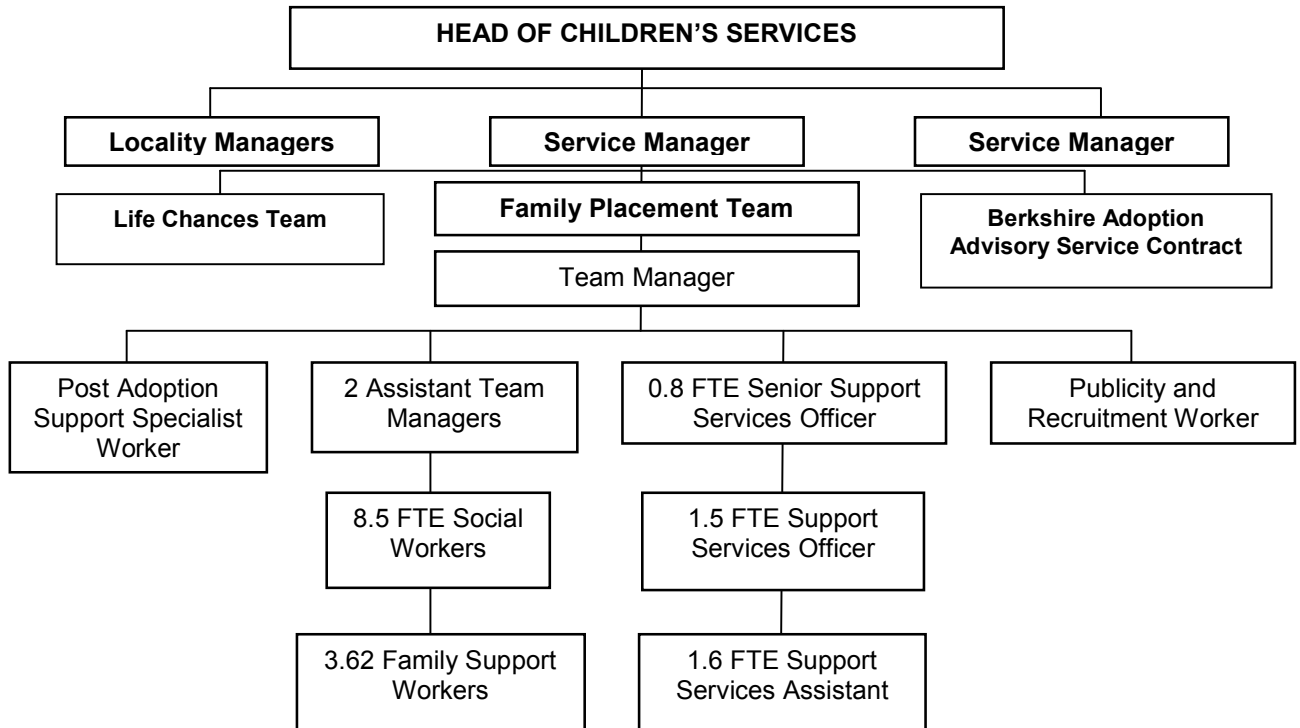 HEAD OF CHILDREN’S SERVICES
Locality Managers
Service Manager
Service Manager
Life Chances Team
Family Placement Team
Berkshire Adoption
Advisory Service Contract
Team Manager
Post Adoption
Support Specialist
Worker
2 Assistant Team
Managers
0.8 FTE Senior Support
Services Officer
Publicity and
Recruitment Worker
8.5 FTE Social
Workers
1.5 FTE Support
Services Officer
3.62 Family Support
Workers
1.6 FTE Support
Services Assistant